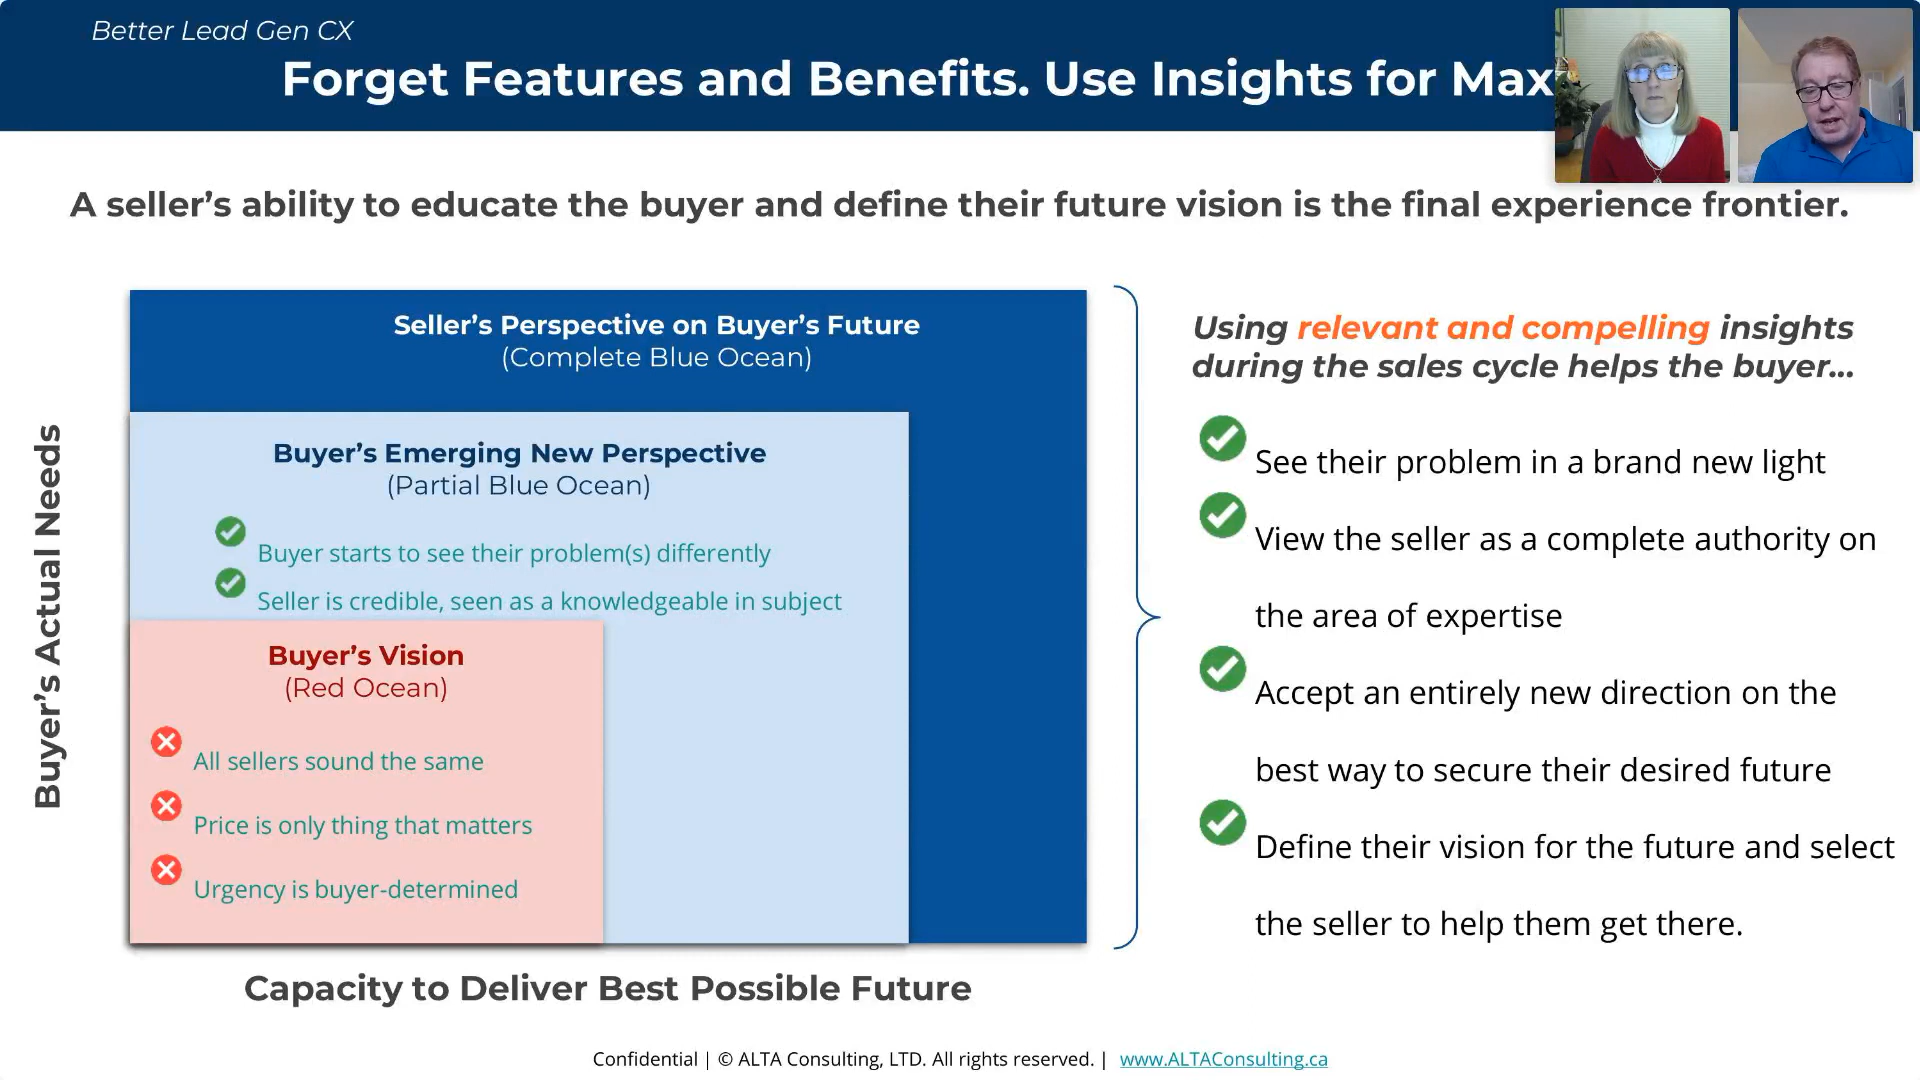 Better Lead Gen CX
Forget Features and Benefits. Use Insights for Max
A seller’s ability to educate the buyer and define their future vision is the final experience frontier.
Buyer’s Actual Needs
Seller’s Perspective on Buyer’s Future
(Complete Blue Ocean)
Buyer’s Emerging New Perspective
(Partial Blue Ocean)
Buyer starts to see their problem(s) differently
Seller is credible, seen as a knowledgeable in subject
Buyer’s Vision
(Red Ocean)
All sellers sound the same
Price is only thing that matters
Urgency is buyer-determined
Capacity to Deliver Best Possible Future
Using relevant and compelling insights
during the sales cycle helps the buyer...
See their problem in a brand new light
View the seller as a complete authority on
the area of expertise
Accept an entirely new direction on the
best way to secure their desired future
Define their vision for the future and select
the seller to help them get there.
Confidential | © ALTA Consulting, LTD. All rights reserved. | www.ALTAConsulting.ca